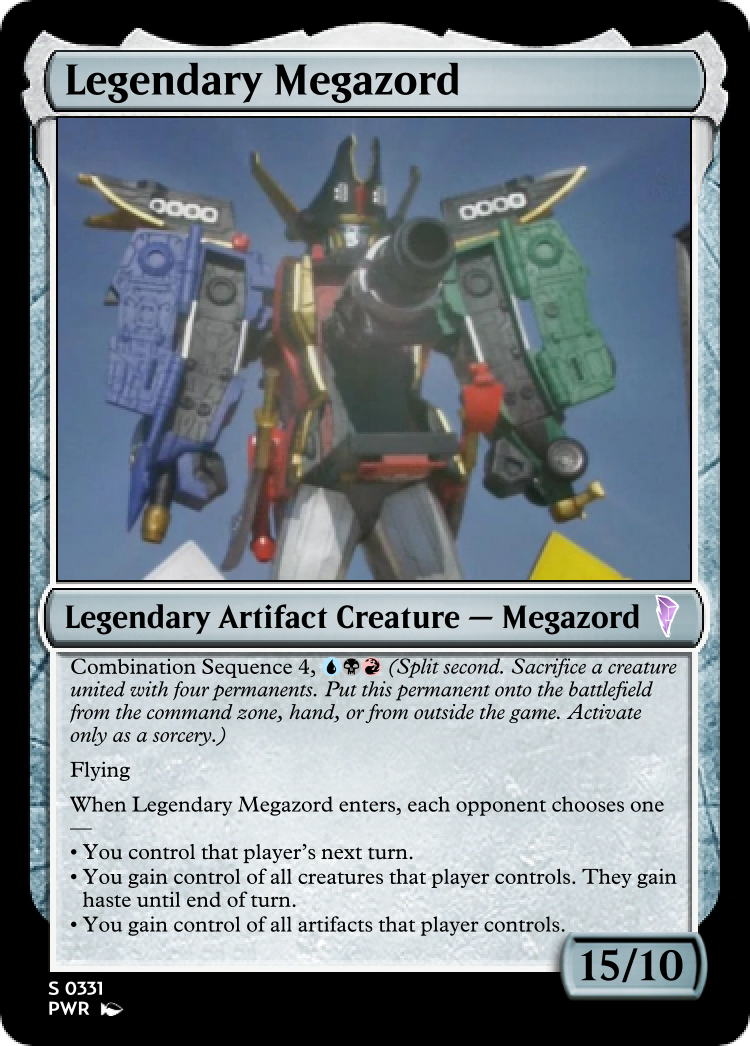 Legendary Megazord
Legendary Artifact Creature — Megazord
Combination Sequence 4, (Split second. Sacrifice a creature
united with four permanents. Put this permanent onto the battlefield
from the command zone, hand, or from outside the game. Activate
only as a sorcery.)
Flying
When Legendary Megazord enters, each opponent chooses one
—
• You control that player's next turn.
• You gain control of all creatures that player controls. They gain
haste until end of turn.
• You gain control of all artifacts that player controls.
15/10
S 0331
PWR